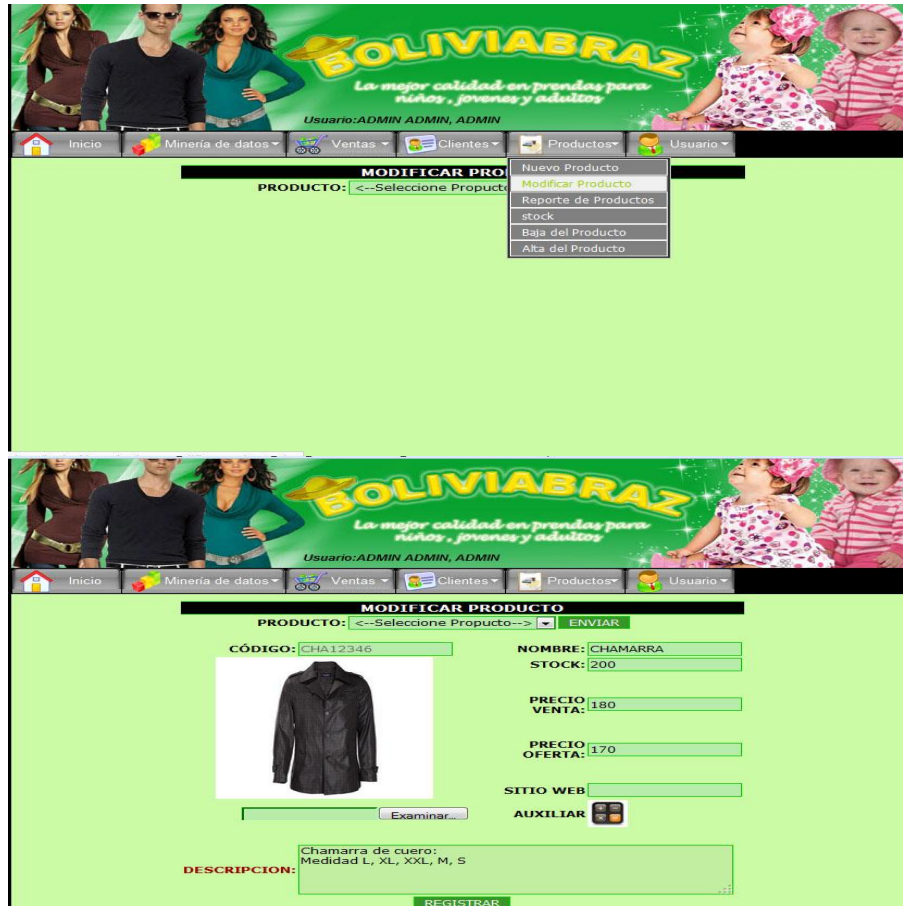 BOLIVIABRAZ
La mejor calidad en prendas para
niños, jovenes y adultos
Usuario:ADMIN ADMIN, ADMIN
Inicio Minería de datos Ventas Clientes Productos Usuario
MODIFICAR PRO
PRODUCTO: <--Seleccione Propucto
Nuevo Producto
Modificar Producto
Reporte de Productos
stock
Baja del Producto
Alta del Producto
BOLIVIABRAZ
La mejor calidad en prendas para
niños, jovenes y adultos
Usuario:ADMIN ADMIN, ADMIN
Inicio Minería de datos Ventas Clientes Productos Usuario
MODIFICAR PRODUCTO
PRODUCTO: <--Seleccione Propucto--> ENVIAR
CÓDIGO: CHA12346 NOMBRE: CHAMARRA
STOCK: 200
PRECIO
VENTA: 180
PRECIO
OFERTA: 170
SITIO WEB
Examinar... AUXILIAR
DESCRIPCION: Chamarra de cuero:
Medidad L, XL, XXL, M, S
REGISTRAR